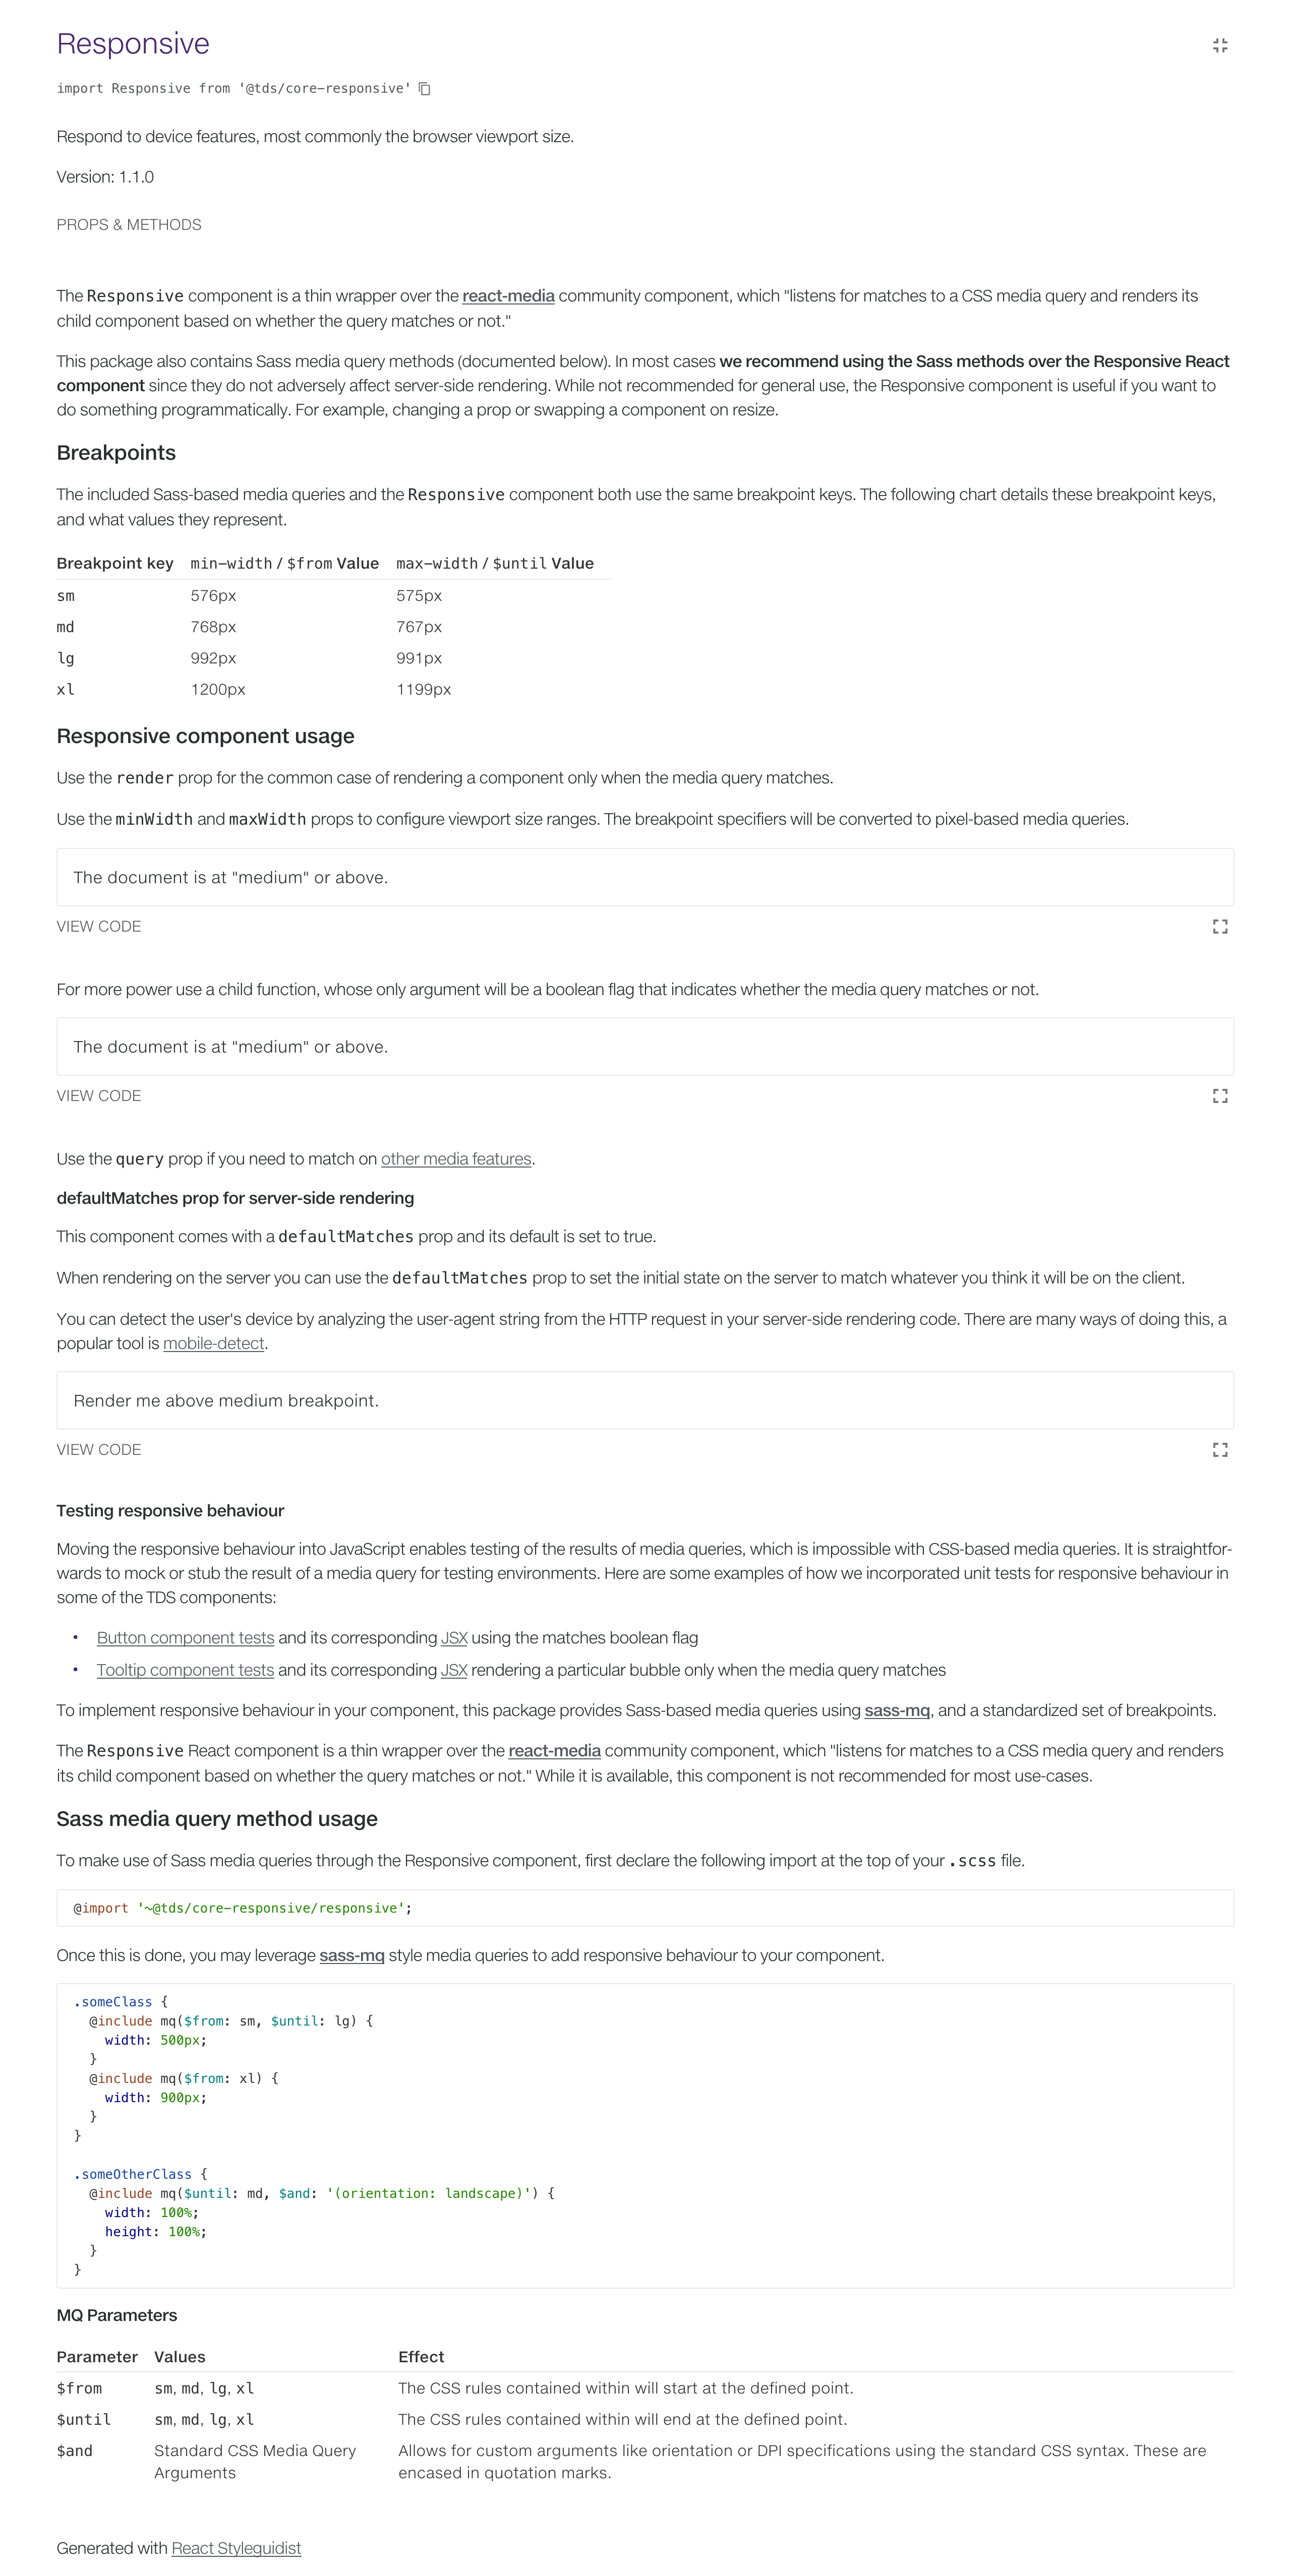 Responsive
import Responsive from '@tds/core-responsive'
Respond to device features, most commonly the browser viewport size.
Version: 1.1.0
PROPS & METHODS
The Responsive component is a thin wrapper over the react-media community component, which "listens for matches to a CSS media query and renders its
child component based on whether the query matches or not."
This package also contains Sass media query methods (documented below). In most cases we recommend using the Sass methods over the Responsive React
component since they do not adversely affect server-side rendering. While not recommended for general use, the Responsive component is useful if you want to
do something programmatically. For example, changing a prop or swapping a component on resize.
Breakpoints
The included Sass-based media queries and the Responsive component both use the same breakpoint keys. The following chart details these breakpoint keys,
and what values they represent.
Breakpoint key min-width / $from Value max-width / $until Value
sm 576px 575px
md 768px 767px
lg 992px 991px
xl 1200px 1199px
Responsive component usage
Use the render prop for the common case of rendering a component only when the media query matches.
Use the minWidth and maxWidth props to configure viewport size ranges. The breakpoint specifiers will be converted to pixel-based media queries.
The document is at "medium" or above.
VIEW CODE
For more power use a child function, whose only argument will be a boolean flag that indicates whether the media query matches or not.
The document is at "medium" or above.
VIEW CODE
Use the query prop if you need to match on other media features.
defaultMatches prop for server-side rendering
This component comes with a defaultMatches prop and its default is set to true.
When rendering on the server you can use the defaultMatches prop to set the initial state on the server to match whatever you think it will be on the client.
You can detect the user's device by analyzing the user-agent string from the HTTP request in your server-side rendering code. There are many ways of doing this, a
popular tool is mobile-detect.
Render me above medium breakpoint.
VIEW CODE
Testing responsive behaviour
Moving the responsive behaviour into JavaScript enables testing of the results of media queries, which is impossible with CSS-based media queries. It is straightfor-
wards to mock or stub the result of a media query for testing environments. Here are some examples of how we incorporated unit tests for responsive behaviour in
some of the TDS components:
• Button component tests and its corresponding JSX using the matches boolean flag
• Tooltip component tests and its corresponding JSX rendering a particular bubble only when the media query matches
To implement responsive behaviour in your component, this package provides Sass-based media queries using sass-mq, and a standardized set of breakpoints.
The Responsive React component is a thin wrapper over the react-media community component, which "listens for matches to a CSS media query and renders
its child component based on whether the query matches or not." While it is available, this component is not recommended for most use-cases.
Sass media query method usage
To make use of Sass media queries through the Responsive component, first declare the following import at the top of your .scss file.
@import '~@tds/core-responsive/responsive';
Once this is done, you may leverage sass-mq style media queries to add responsive behaviour to your component.
.someClass {
  @include mq($from: sm, $until: lg) {
    width: 500px;
  }
  @include mq($from: xl) {
    width: 900px;
  }
}
.someOtherClass {
  @include mq($until: md, $and: '(orientation: landscape)') {
    width: 100%;
    height: 100%;
  }
}
MQ Parameters
Parameter Values Effect
$from sm, md, lg, xl The CSS rules contained within will start at the defined point.
$until sm, md, lg, xl The CSS rules contained within will end at the defined point.
$and Standard CSS Media Query Allows for custom arguments like orientation or DPI specifications using the standard CSS syntax. These are
Arguments encased in quotation marks.
Generated with React Styleguidist